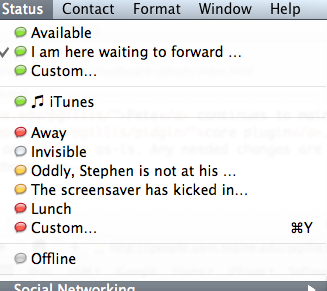 Status Contact Format Window Help
Available
✓ I am here waiting to forward ...
Custom...
♫ iTunes
Away
Invisible
Oddly, Stephen is not at his ...
The screensaver has kicked in...
Lunch
Custom... ⌘Y
Offline
Social Networking